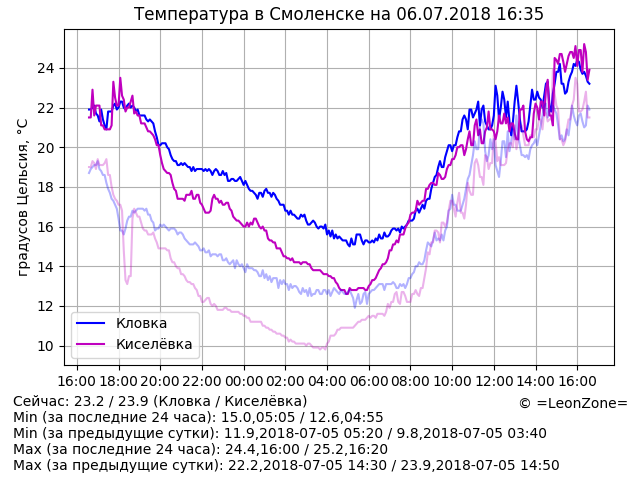 Температура в Смоленске на 06.07.2018 16:35
градусов Цельсия, °C
24
22
20
18
16
14
12
10
Кловка
Киселёвка
16:00 18:00 20:00 22:00 00:00 02:00 04:00 06:00 08:00 10:00 12:00 14:00 16:00
Сейчас: 23.2 / 23.9 (Кловка / Киселёвка)
© =LeonZone=
Min (за последние 24 часа): 15.0,05:05 / 12.6,04:55
Min (за предыдущие сутки): 11.9,2018-07-05 05:20 / 9.8,2018-07-05 03:40
Max (за последние 24 часа): 24.4,16:00 / 25.2,16:20
Max (за предыдущие сутки): 22.2,2018-07-05 14:30 / 23.9,2018-07-05 14:50